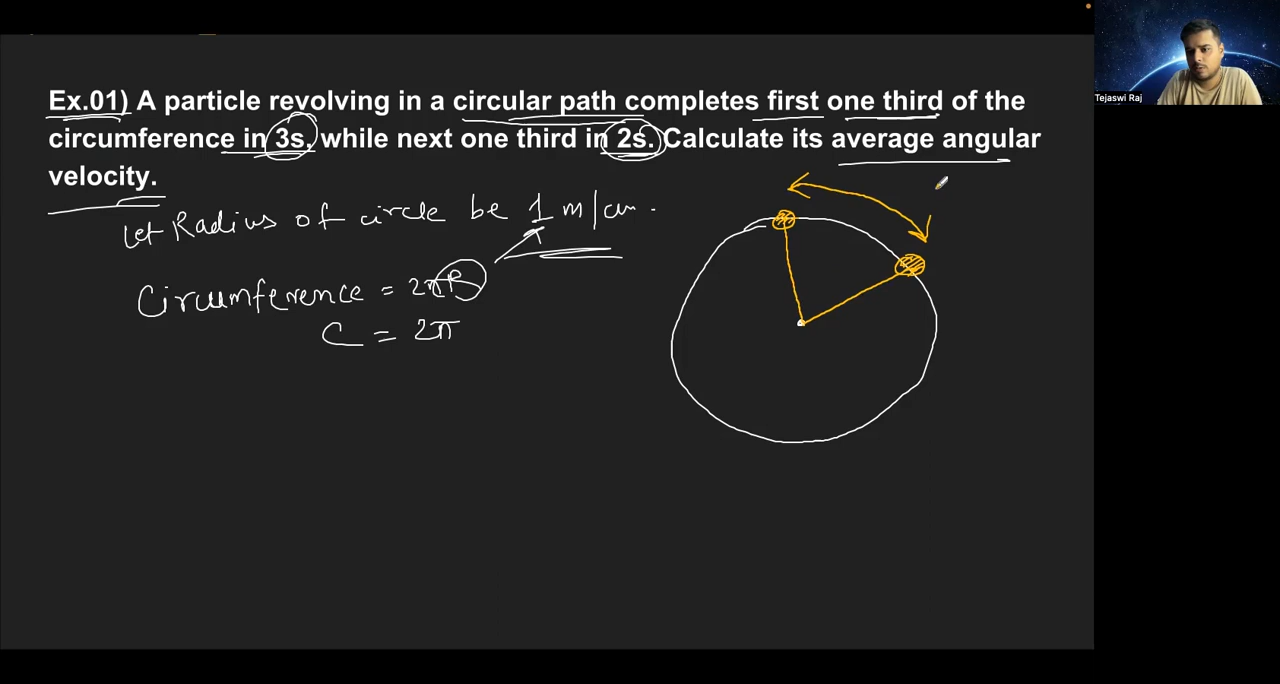 Ex.01) A particle revolving in a circular path completes first one third of the
circumference in 3s, while next one third in 2s. Calculate its average angular
velocity.
Let Radius of circle be 1 m/cm.
Circumference = 2πR
C = 2π
Tejaswi Raj